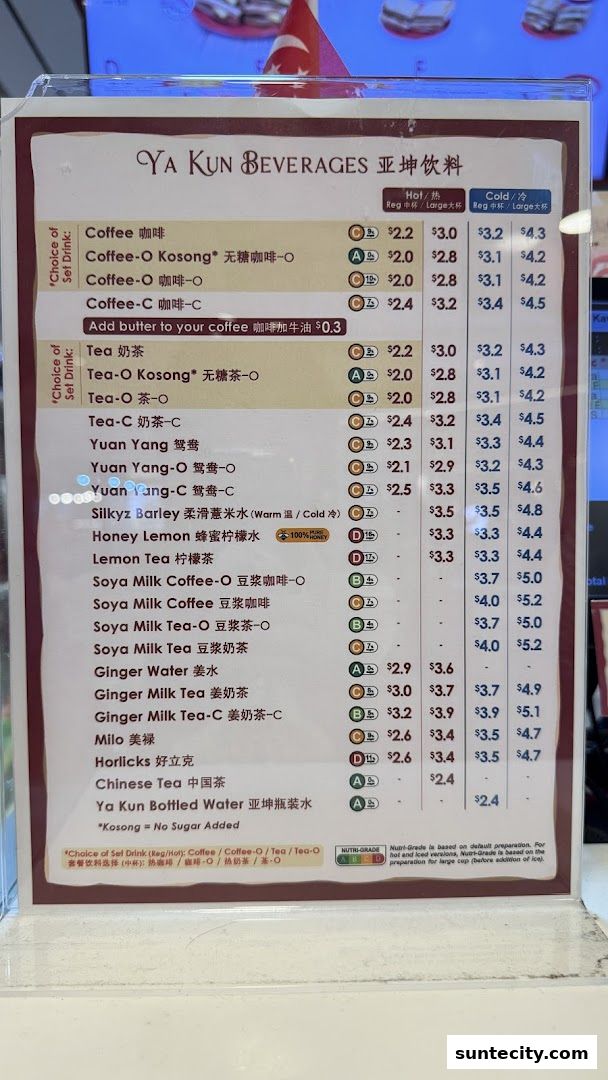 YA KUN BEVERAGES 亚坤饮料
Hot / 热 Cold / 冷
Reg 中杯 / Large大杯 Reg 中杯 / Large大杯
*Choice of Set Drink:
Coffee 咖啡 C $2.2 $3.0 $3.2 $4.3
Coffee-O Kosong* 无糖咖啡-O A $2.0 $2.8 $3.1 $4.2
Coffee-O 咖啡-O C $2.0 $2.8 $3.1 $4.2
Coffee-C 咖啡-C C $2.4 $3.2 $3.4 $4.5
Add butter to your coffee 咖啡加牛油 $0.3
*Choice of Set Drink:
Tea 奶茶 C $2.2 $3.0 $3.2 $4.3
Tea-O Kosong* 无糖茶-O A $2.0 $2.8 $3.1 $4.2
Tea-O 茶-O C $2.0 $2.8 $3.1 $4.2
Tea-C 奶茶-C C $2.4 $3.2 $3.4 $4.5
Yuan Yang 鸳鸯 C $2.3 $3.1 $3.3 $4.4
Yuan Yang-O 鸳鸯-O C $2.1 $2.9 $3.2 $4.3
Yuan Yang-C 鸳鸯-C C $2.5 $3.3 $3.5 $4.6
Silkyz Barley 柔滑薏米水 (Warm 温 / Cold 冷) C - $3.5 $3.5 $4.8
Honey Lemon 蜂蜜柠檬水 100% PURE HONEY D - $3.3 $3.3 $4.4
Lemon Tea 柠檬茶 D - $3.3 $3.3 $4.4
Soya Milk Coffee-O 豆浆咖啡-O B - - $3.7 $5.0
Soya Milk Coffee 豆浆咖啡 C - - $4.0 $5.2
Soya Milk Tea-O 豆浆茶-O B - - $3.7 $5.0
Soya Milk Tea 豆浆奶茶 C - - $4.0 $5.2
Ginger Water 姜水 A $2.9 $3.6 - -
Ginger Milk Tea 姜奶茶 C $3.0 $3.7 $3.7 $4.9
Ginger Milk Tea-C 姜奶茶-C B $3.2 $3.9 $3.9 $5.1
Milo 美禄 C $2.6 $3.4 $3.5 $4.7
Horlicks 好立克 D $2.6 $3.4 $3.5 $4.7
Chinese Tea 中国茶 A - $2.4 - -
Ya Kun Bottled Water 亚坤瓶装水 A - - $2.4 -
*Kosong = No Sugar Added
*Choice of Set Drink (Reg/Hot): Coffee / Coffee-O / Tea / Tea-O
套餐饮料选择 (中杯): 热咖啡 / 咖啡-O / 热奶茶 / 茶-O
NUTRI-GRADE
A B C D
Nutri-Grade is based on default preparation. For
hot and iced versions, Nutri-Grade is based on the
preparation for large cup (before addition of ice).
suntecity.com